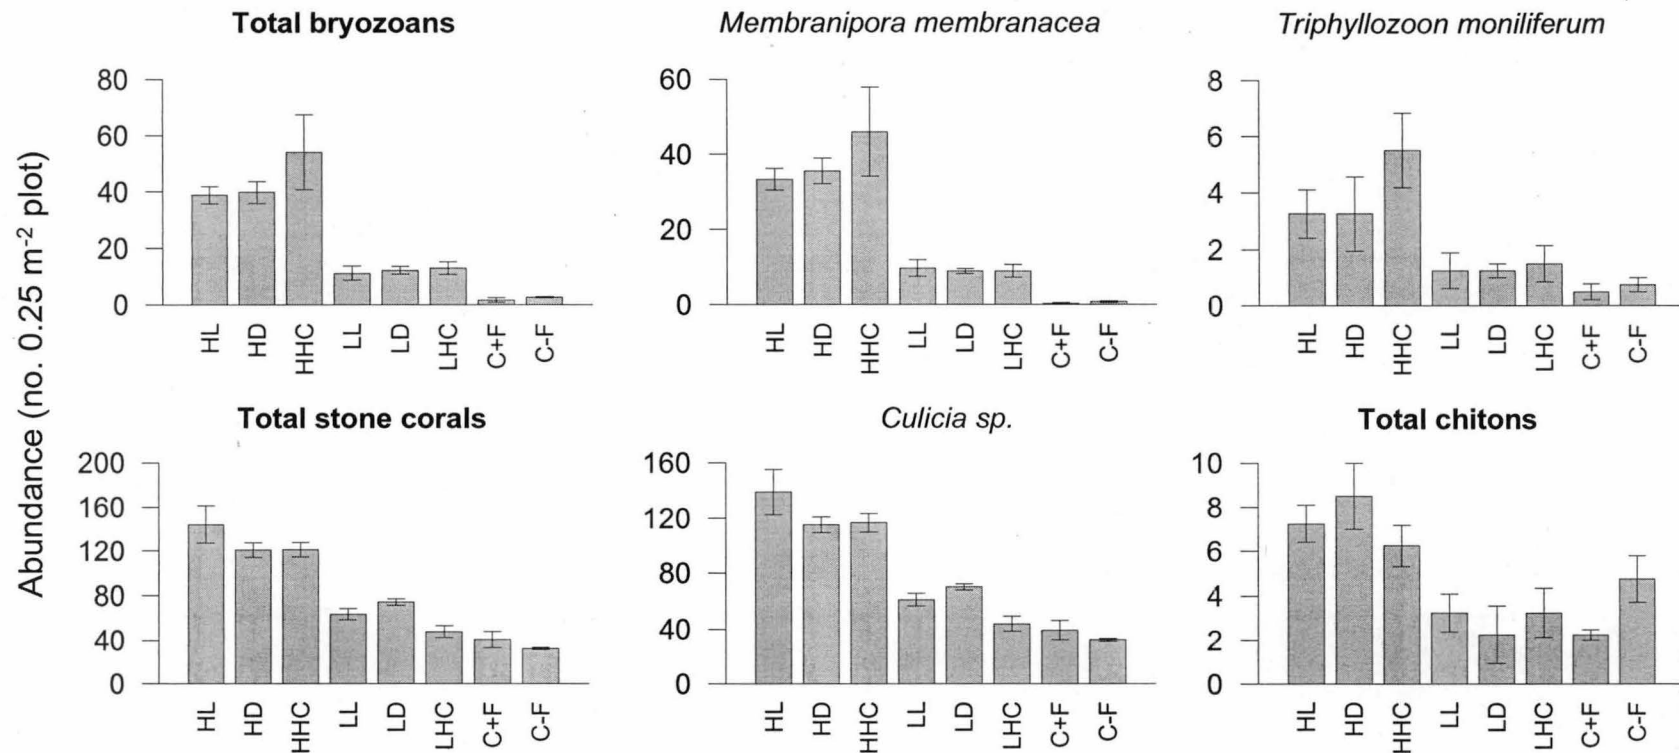 Total bryozoans
Membranipora membranacea
Triphyllozoon moniliferum
Abundance (no. 0.25 m⁻² plot)
80
60
40
20
0
HL
HD
HHC
LL
LD
LHC
C+F
C-F
60
40
20
0
HL
HD
HHC
LL
LD
LHC
C+F
C-F
8
6
4
2
0
HL
HD
HHC
LL
LD
LHC
C+F
C-F
Total stone corals
Culicia sp.
Total chitons
200
160
120
80
40
0
HL
HD
HHC
LL
LD
LHC
C+F
C-F
160
120
80
40
0
HL
HD
HHC
LL
LD
LHC
C+F
C-F
10
8
6
4
2
0
HL
HD
HHC
LL
LD
LHC
C+F
C-F